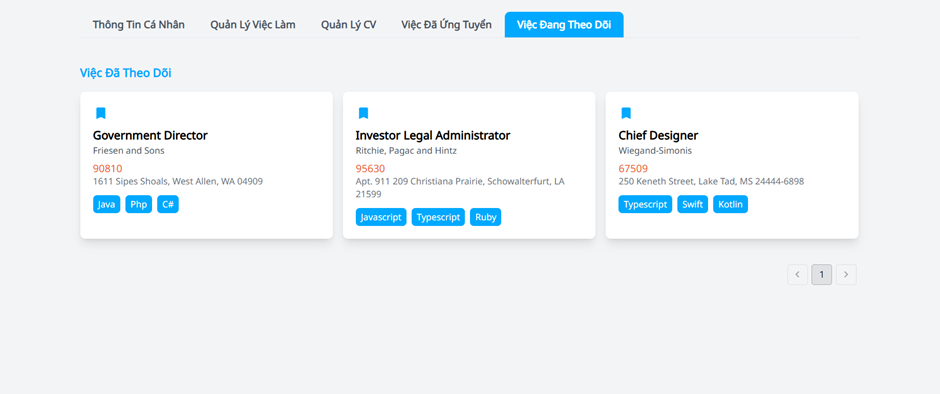 Thông Tin Cá Nhân
Quản Lý Việc Làm
Quản Lý CV
Việc Đã Ứng Tuyển
Việc Đang Theo Dõi
Việc Đã Theo Dõi
Government Director
Friesen and Sons
90810
1611 Sipes Shoals, West Allen, WA 04909
Java
Php
C#
Investor Legal Administrator
Ritchie, Pagac and Hintz
95630
Apt. 911 209 Christiana Prairie, Schowalterfurt, LA
21599
Javascript
Typescript
Ruby
Chief Designer
Wiegand-Simonis
67509
250 Keneth Street, Lake Tad, MS 24444-6898
Typescript
Swift
Kotlin
1